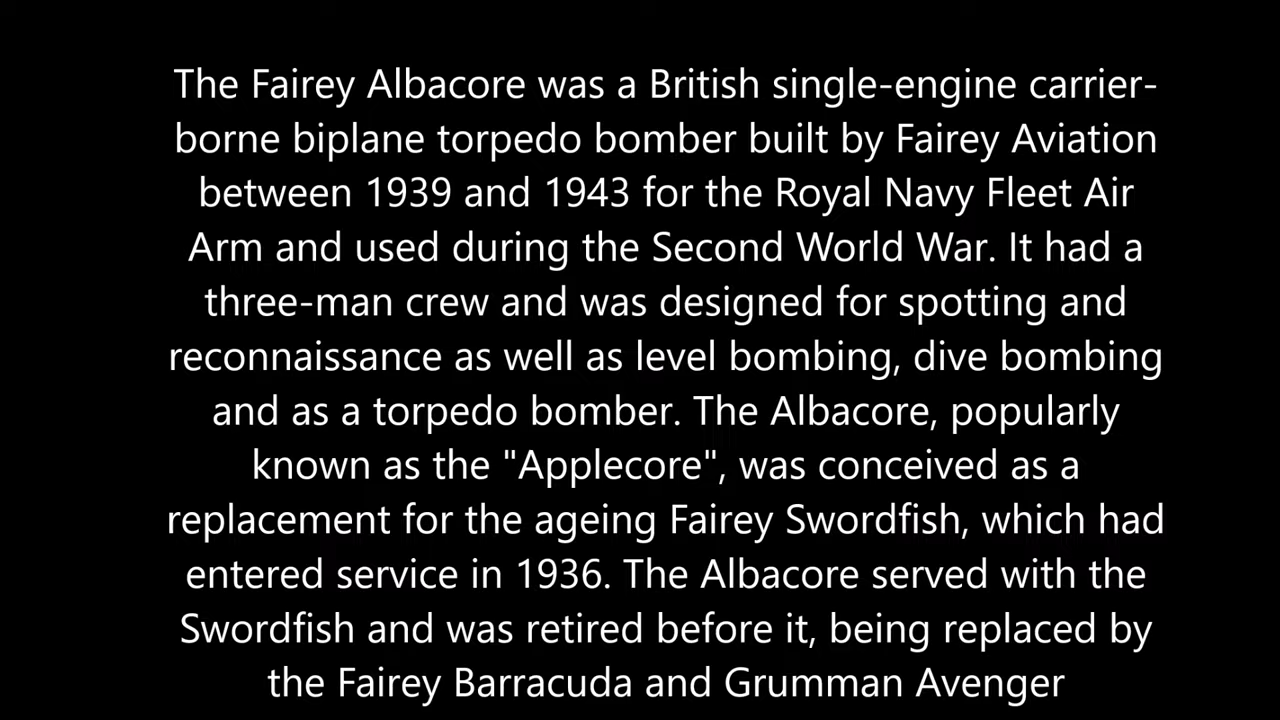 The Fairey Albacore was a British single-engine carrier-
borne biplane torpedo bomber built by Fairey Aviation
between 1939 and 1943 for the Royal Navy Fleet Air
Arm and used during the Second World War. It had a
three-man crew and was designed for spotting and
reconnaissance as well as level bombing, dive bombing
and as a torpedo bomber. The Albacore, popularly
known as the "Applecore", was conceived as a
replacement for the ageing Fairey Swordfish, which had
entered service in 1936. The Albacore served with the
Swordfish and was retired before it, being replaced by
the Fairey Barracuda and Grumman Avenger